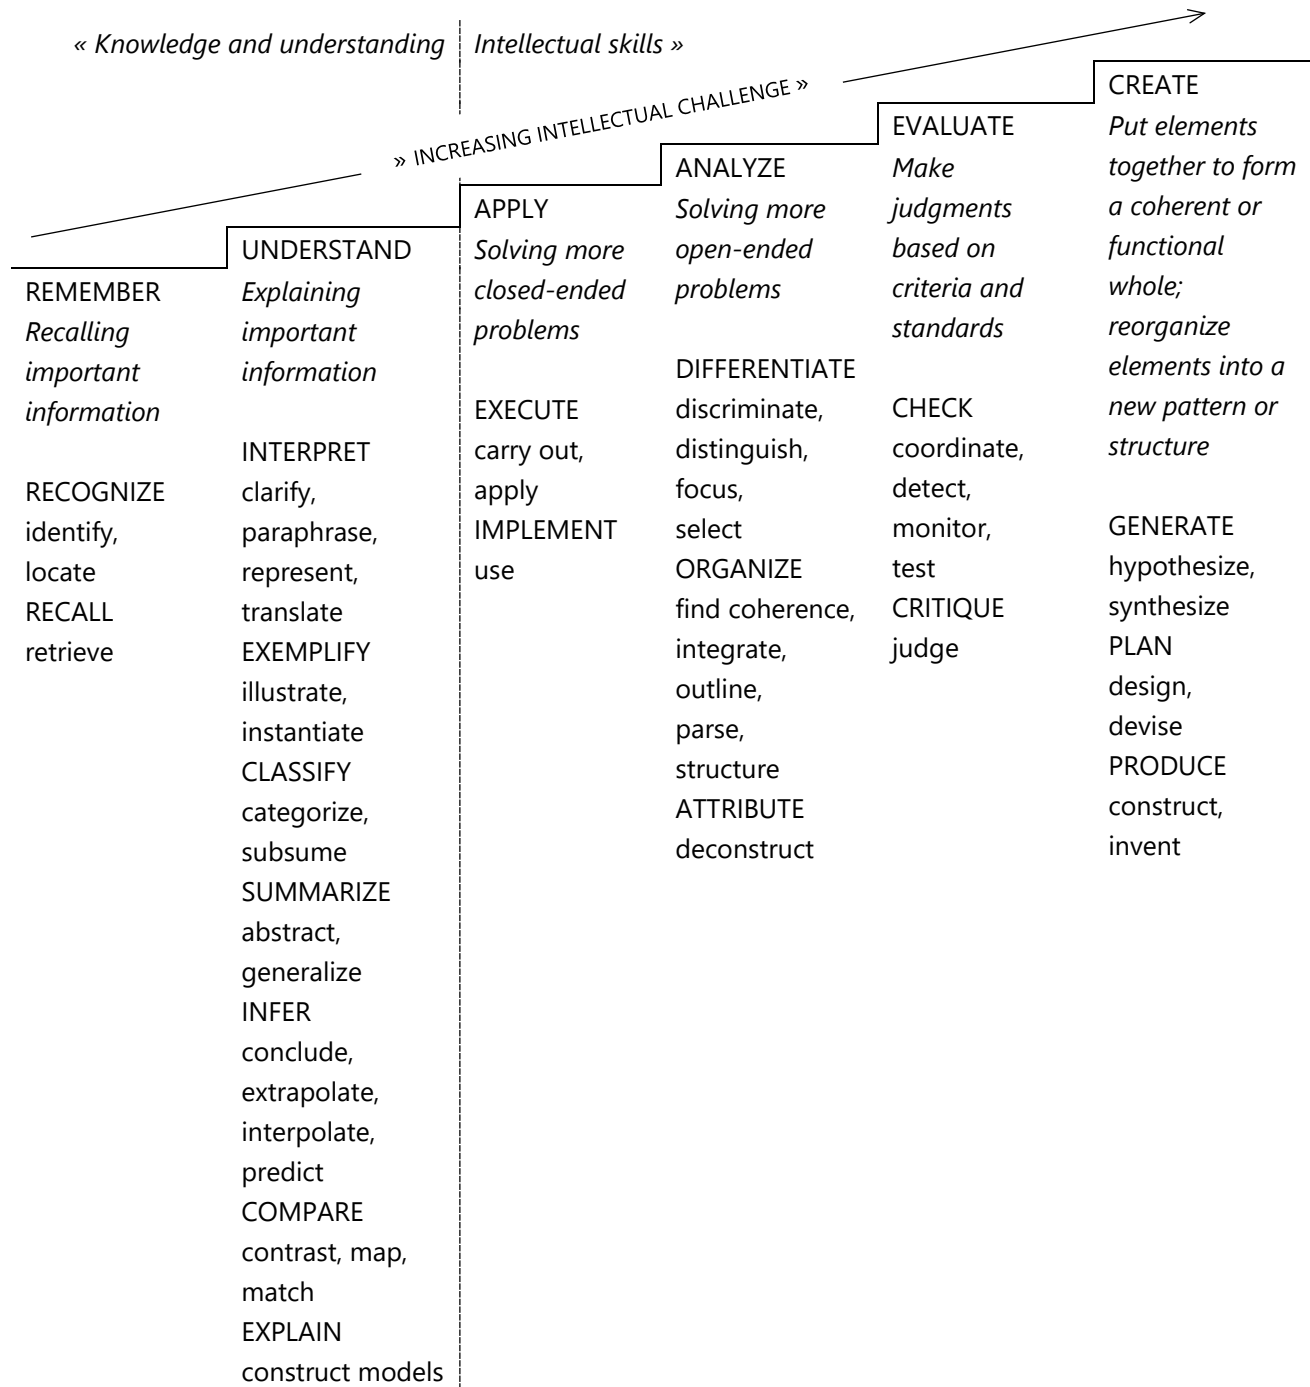 « Knowledge and understanding
Intellectual skills »
» INCREASING INTELLECTUAL CHALLENGE »
REMEMBER
Recalling
important
information
RECOGNIZE
identify,
locate
RECALL
retrieve
UNDERSTAND
Explaining
important
information
INTERPRET
clarify,
paraphrase,
represent,
translate
EXEMPLIFY
illustrate,
instantiate
CLASSIFY
categorize,
subsume
SUMMARIZE
abstract,
generalize
INFER
conclude,
extrapolate,
interpolate,
predict
COMPARE
contrast, map,
match
EXPLAIN
construct models
APPLY
Solving more
closed-ended
problems
EXECUTE
carry out,
apply
IMPLEMENT
use
ANALYZE
Solving more
open-ended
problems
DIFFERENTIATE
discriminate,
distinguish,
focus,
select
ORGANIZE
find coherence,
integrate,
outline,
parse,
structure
ATTRIBUTE
deconstruct
EVALUATE
Make
judgments
based on
criteria and
standards
CHECK
coordinate,
detect,
monitor,
test
CRITIQUE
judge
CREATE
Put elements
together to form
a coherent or
functional
whole;
reorganize
elements into a
new pattern or
structure
GENERATE
hypothesize,
synthesize
PLAN
design,
devise
PRODUCE
construct,
invent